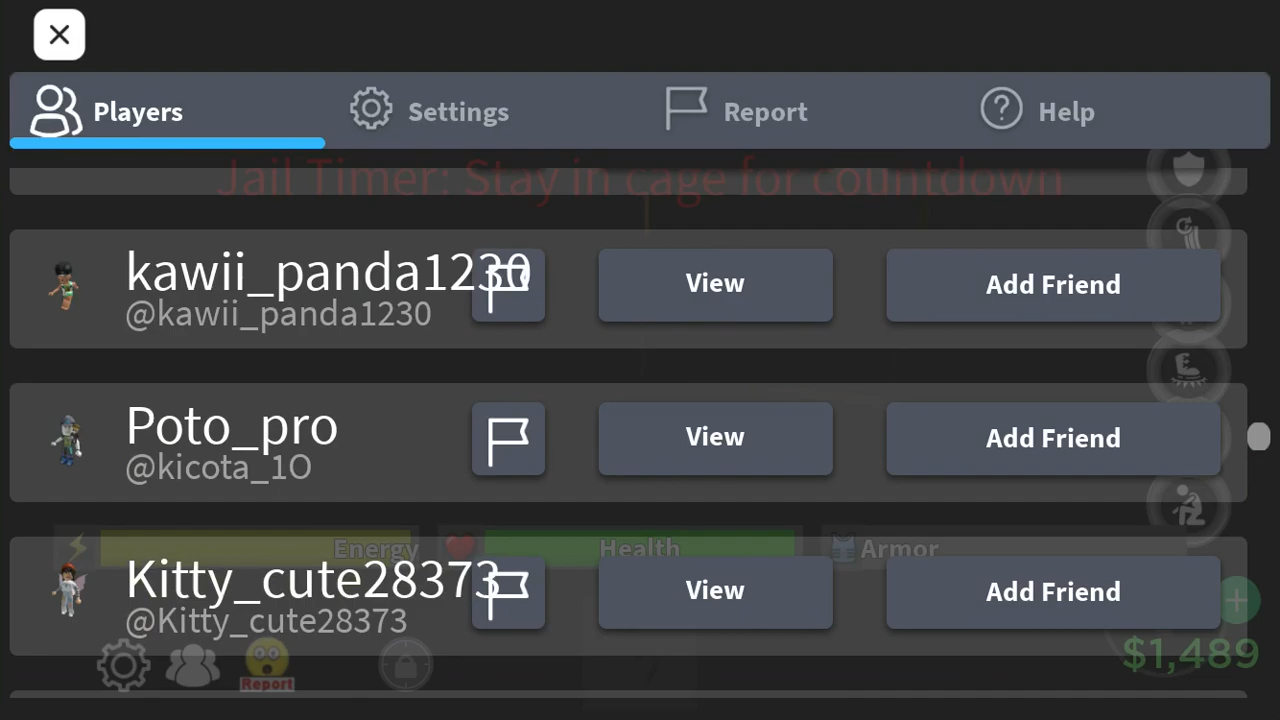 Players
Settings
Report
Help
Jail Timer: Stay in cage for countdown
kawii_panda1230
@kawii_panda1230
View
Add Friend
Poto_pro
@kicota_1O
View
Add Friend
Energy
Health
Armor
Kitty_cute28373
@Kitty_cute28373
View
Add Friend
Report
$1,489